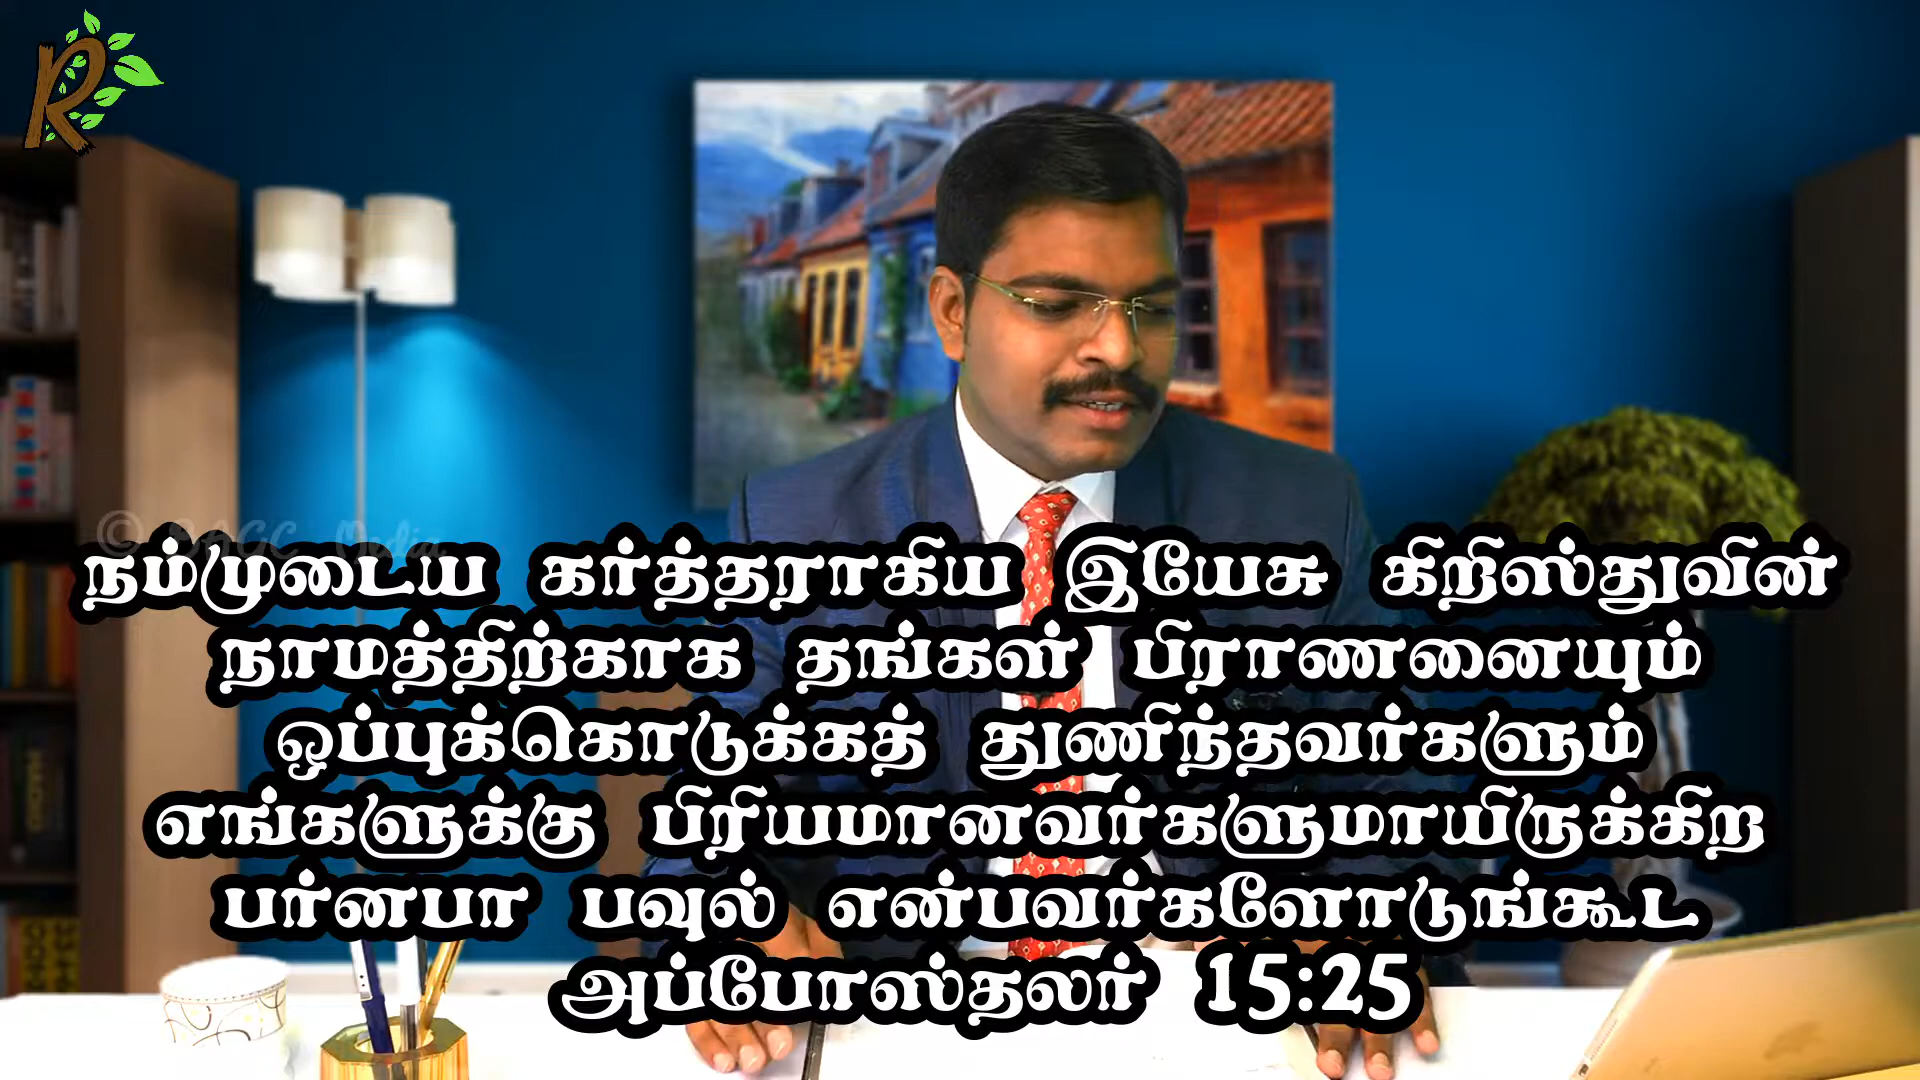 நம்முடைய கர்த்தராகிய இயேசு கிறிஸ்துவின்
நாமத்திற்காக தங்கள் பிராணனையும்
ஒப்புக்கொடுக்கத் துணிந்தவர்களும்
எங்களுக்கு பிரியமானவர்களுமாயிருக்கிற
பர்னபா பவுல் என்பவர்களோடுங்கூட
அப்போஸ்தலர் 15:25